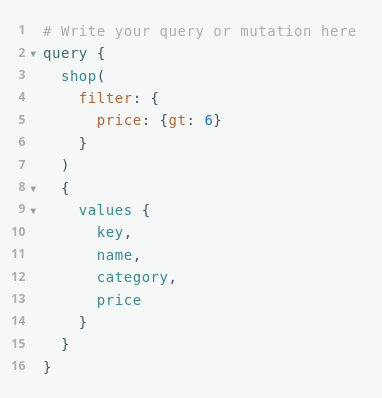 1 # Write your query or mutation here
2 ▾ query {
3   shop(
4     filter: {
5       price: {gt: 6}
6     }
7   )
8 ▾   {
9 ▾     values {
10       key,
11       name,
12       category,
13       price
14     }
15   }
16 }